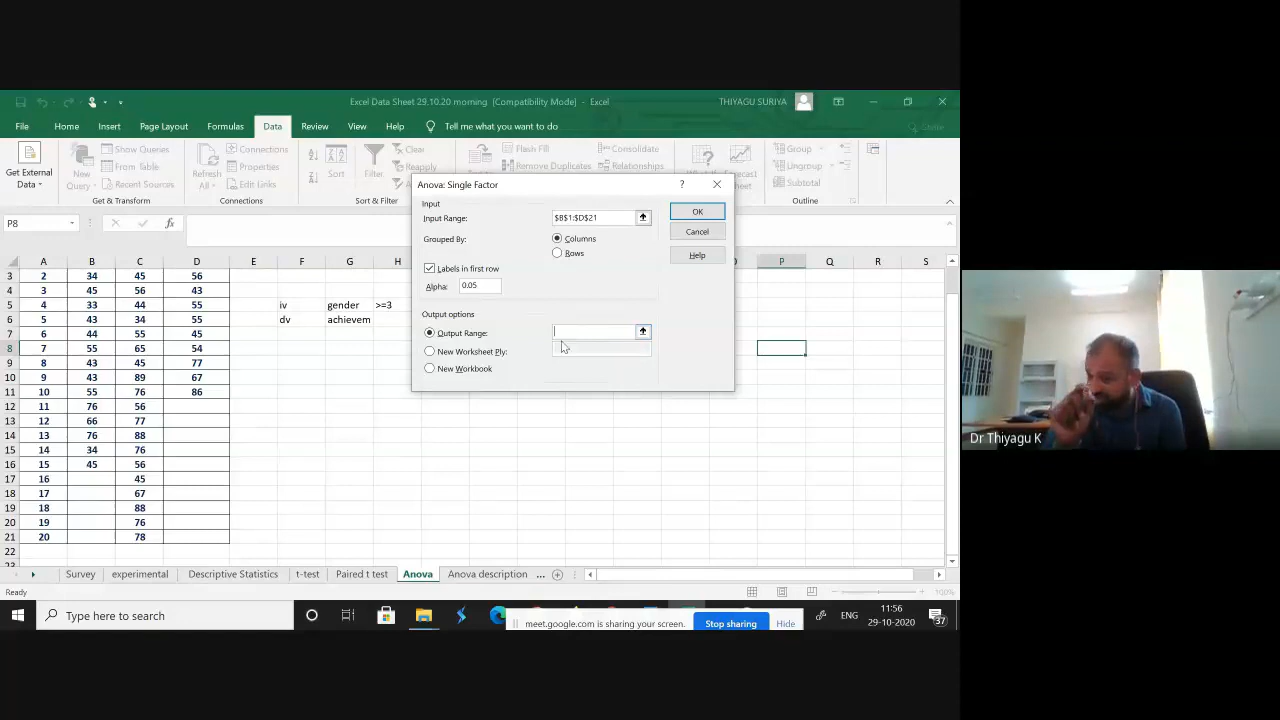 Excel Data Sheet 29.10.20 morning [Compatibility Mode] - Excel
THIYAGU SURIYA
File Home Insert Page Layout Formulas Data Review View Help Tell me what you want to do
Get External Data
New Query
Show Queries
From Table
Recent Sources
Get & Transform
Refresh All
Connections
Properties
Edit Links
Connections
Sort
Filter
Clear
Reapply
Flash Fill
Remove Duplicates
Consolidate
Relationships
Group
Ungroup
Subtotal
Outline
P8
fx
Anova: Single Factor ?
Input
Input Range: $B$1:$D$21
Grouped By: Columns
Rows
Labels in first row
Alpha: 0.05
Output options
Output Range:
New Worksheet Ply:
New Workbook
OK
Cancel
Help
A B C D E F G H P Q R S
3 2 34 45 56
4 3 45 56 43
5 4 33 44 55 iv gender >=3
6 5 43 34 55 dv achievem
7 6 44 55 45
8 7 55 65 54
9 8 43 45 77
10 9 43 89 67
11 10 55 76 86
12 11 76 56
13 12 66 77
14 13 76 88
15 14 34 76
16 15 45 56
17 16 45
18 17 67
19 18 88
20 19 76
21 20 78
22
Survey experimental Descriptive Statistics t-test Paired t test Anova Anova description ...
Ready
100%
Type here to search
meet.google.com is sharing your screen. Stop sharing Hide
ENG
11:56
29-10-2020
37
Dr Thiyagu K